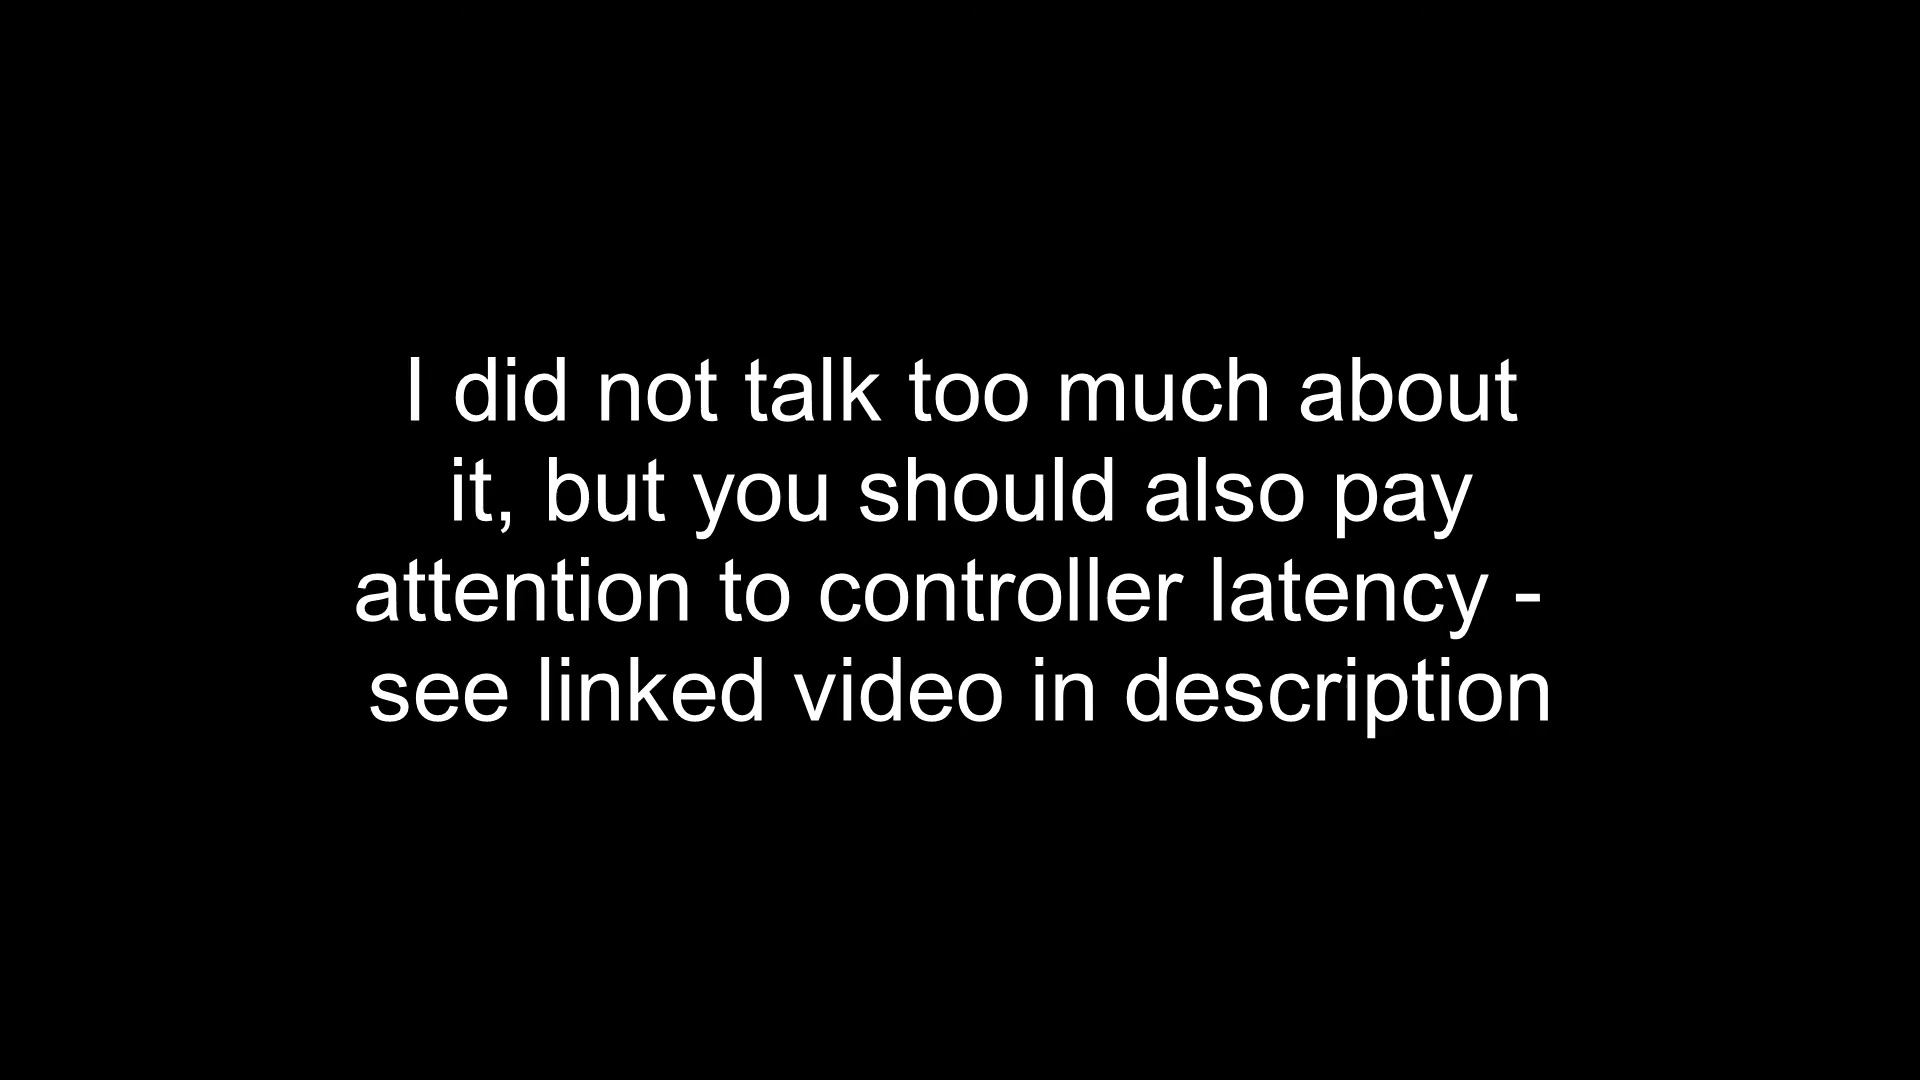 I did not talk too much about
it, but you should also pay
attention to controller latency -
see linked video in description